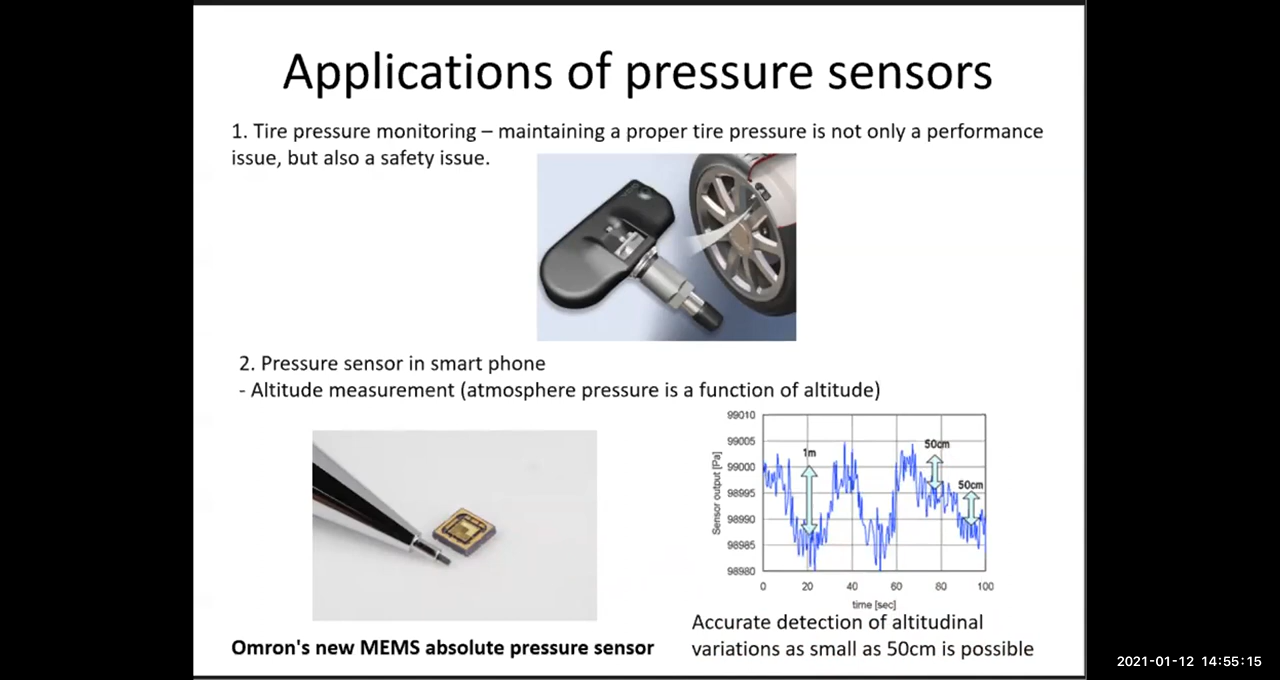 Applications of pressure sensors
1. Tire pressure monitoring – maintaining a proper tire pressure is not only a performance
issue, but also a safety issue.
2. Pressure sensor in smart phone
- Altitude measurement (atmosphere pressure is a function of altitude)
99010
99005
99000
98995
98990
98985
98980
Sensor output [Pa]
1m
50cm
50cm
0 20 40 60 80 100
time [sec]
Accurate detection of altitudinal
variations as small as 50cm is possible
Omron's new MEMS absolute pressure sensor
2021-01-12 14:55:15